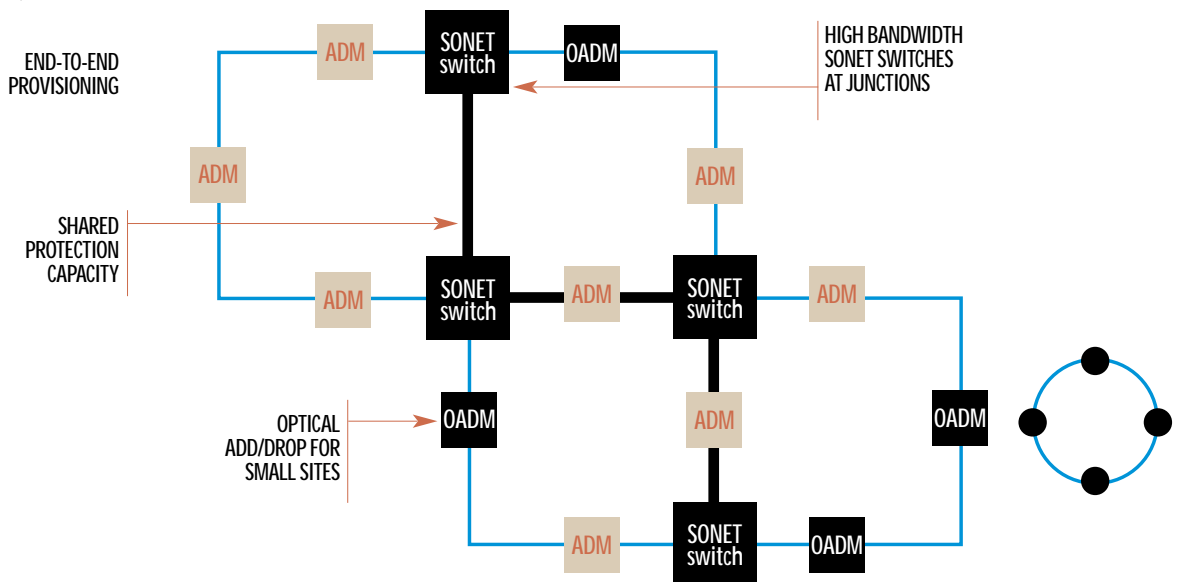 END-TO-END
PROVISIONING
ADM
SONET
switch
OADM
HIGH BANDWIDTH
SONET SWITCHES
AT JUNCTIONS
ADM
ADM
SHARED
PROTECTION
CAPACITY
ADM
SONET
switch
ADM
SONET
switch
ADM
OPTICAL
ADD/DROP FOR
SMALL SITES
OADM
ADM
OADM
ADM
SONET
switch
OADM